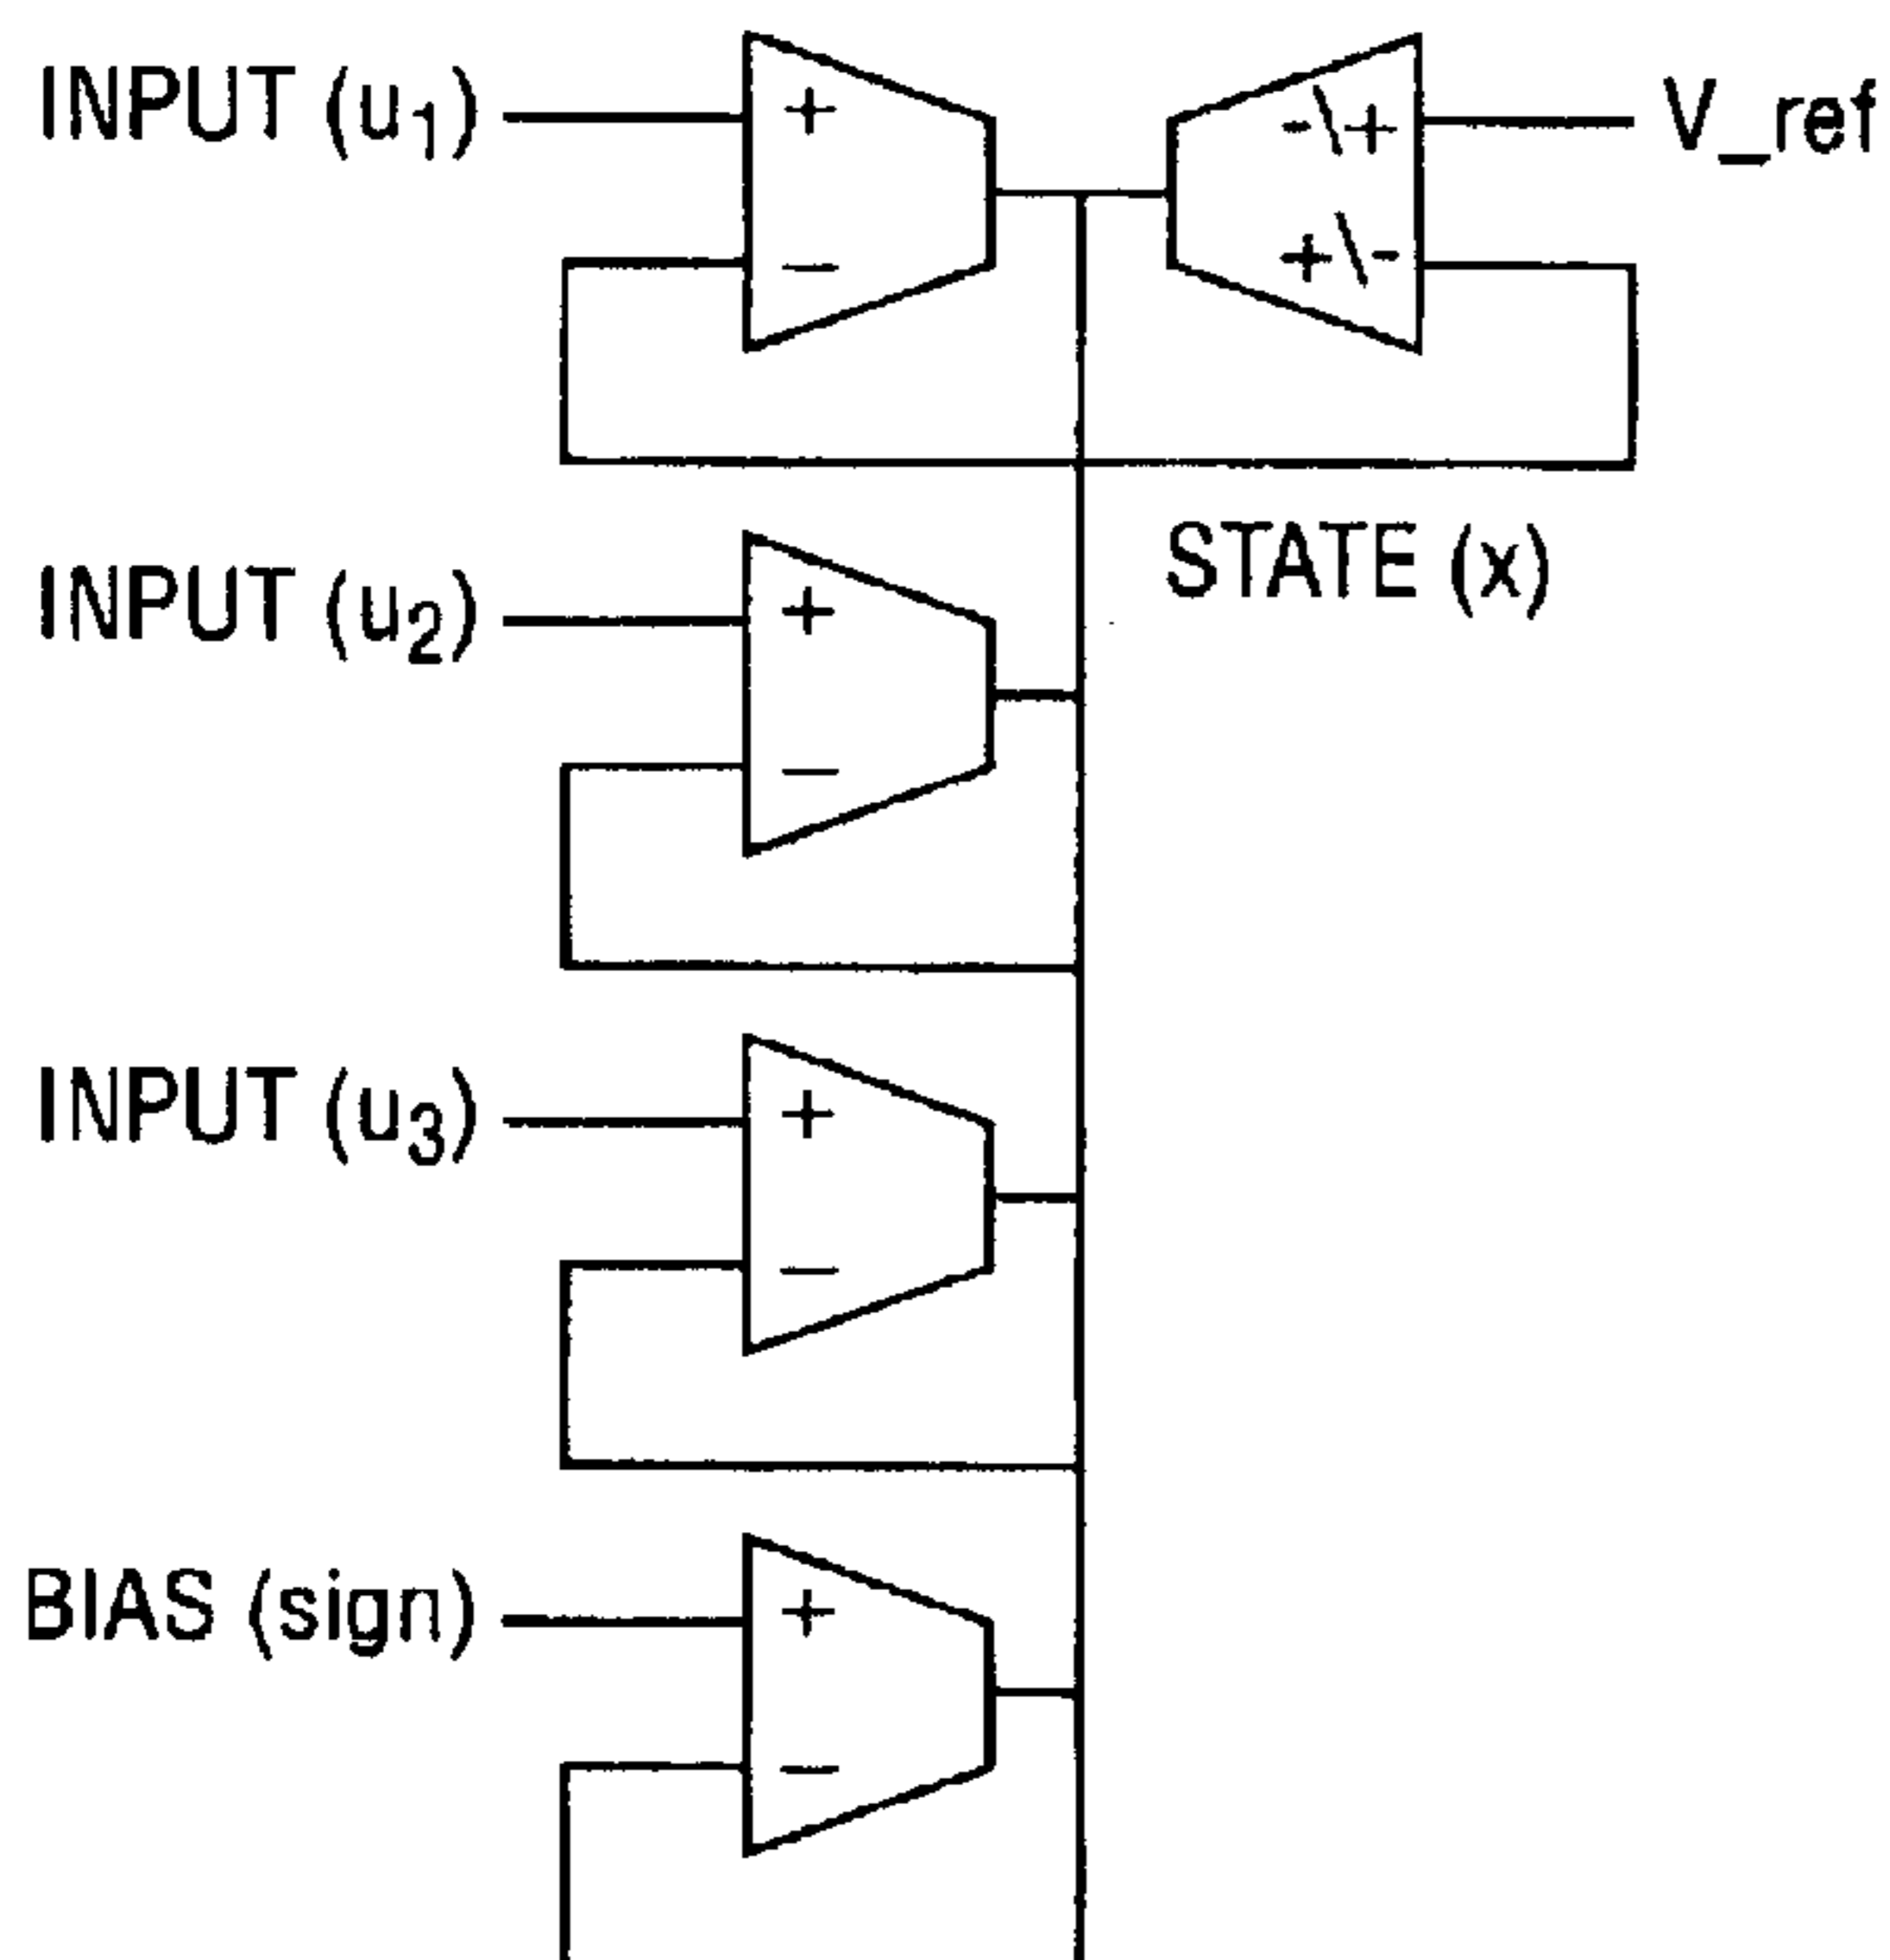 INPUT (u1)
+
−
-\+
+\-
V_ref
STATE (x)
INPUT (u2)
+
−
INPUT (u3)
+
−
BIAS (sign)
+
−